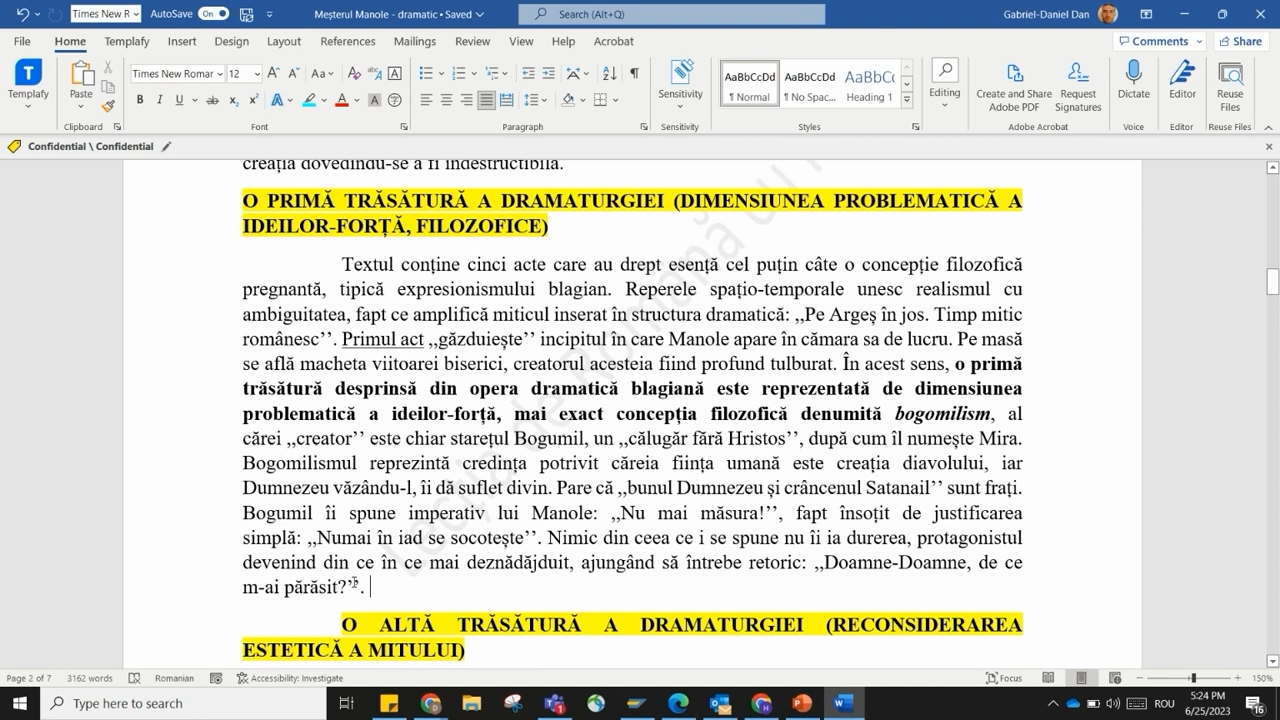 Times New R
AutoSave On
Meșterul Manole - dramatic • Saved
Search (Alt+Q)
Gabriel-Daniel Dan
File Home Templafy Insert Design Layout References Mailings Review View Help Acrobat
Comments Share
Templafy Paste Times New Roman 12 Aa
AaBbCcDd AaBbCcDd AaBbCc
¶ Normal ¶ No Spac... Heading 1
Sensitivity Editing Create and Share Adobe PDF Request Signatures Dictate Editor Reuse Files
Clipboard Font Paragraph Sensitivity Styles Adobe Acrobat Voice Editor Reuse Files
Confidential \ Confidential
creația dovedindu-se a fi indestructibilă.
O PRIMĂ TRĂSĂTURĂ A DRAMATURGIEI (DIMENSIUNEA PROBLEMATICĂ A
IDEILOR-FORȚĂ, FILOZOFICE)
Textul conține cinci acte care au drept esență cel puțin câte o concepție filozofică
pregnantă, tipică expresionismului blagian. Reperele spațio-temporale unesc realismul cu
ambiguitatea, fapt ce amplifică miticul inserat în structura dramatică: ,,Pe Argeș în jos. Timp mitic
românesc’’. Primul act ,,găzduiește’’ incipitul în care Manole apare în cămara sa de lucru. Pe masă
se află macheta viitoarei biserici, creatorul acesteia fiind profund tulburat. În acest sens, o primă
trăsătură desprinsă din opera dramatică blagiană este reprezentată de dimensiunea
problematică a ideilor-forță, mai exact concepția filozofică denumită bogomilism, al
cărei ,,creator’’ este chiar starețul Bogumil, un ,,călugăr fără Hristos’’, după cum îl numește Mira.
Bogomilismul reprezintă credința potrivit căreia ființa umană este creația diavolului, iar
Dumnezeu văzându-l, îi dă suflet divin. Pare că ,,bunul Dumnezeu și crâncenul Satanail’’ sunt frați.
Bogumil îi spune imperativ lui Manole: ,,Nu mai măsura!’’, fapt însoțit de justificarea
simplă: ,,Numai în iad se socotește’’. Nimic din ceea ce i se spune nu îi ia durerea, protagonistul
devenind din ce în ce mai deznădăjduit, ajungând să întrebe retoric: ,,Doamne-Doamne, de ce
m-ai părăsit?’’.
O ALTĂ TRĂSĂTURĂ A DRAMATURGIEI (RECONSIDERAREA
ESTETICĂ A MITULUI)
Page 2 of 7 3162 words Romanian Accessibility: Investigate Focus 150%
Type here to search
ROU
5:24 PM
6/25/2023
16